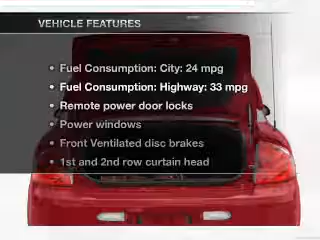 VEHICLE FEATURES
• Fuel Consumption: City: 24 mpg
• Fuel Consumption: Highway: 33 mpg
• Remote power door locks
• Power windows
• Front Ventilated disc brakes
• 1st and 2nd row curtain head